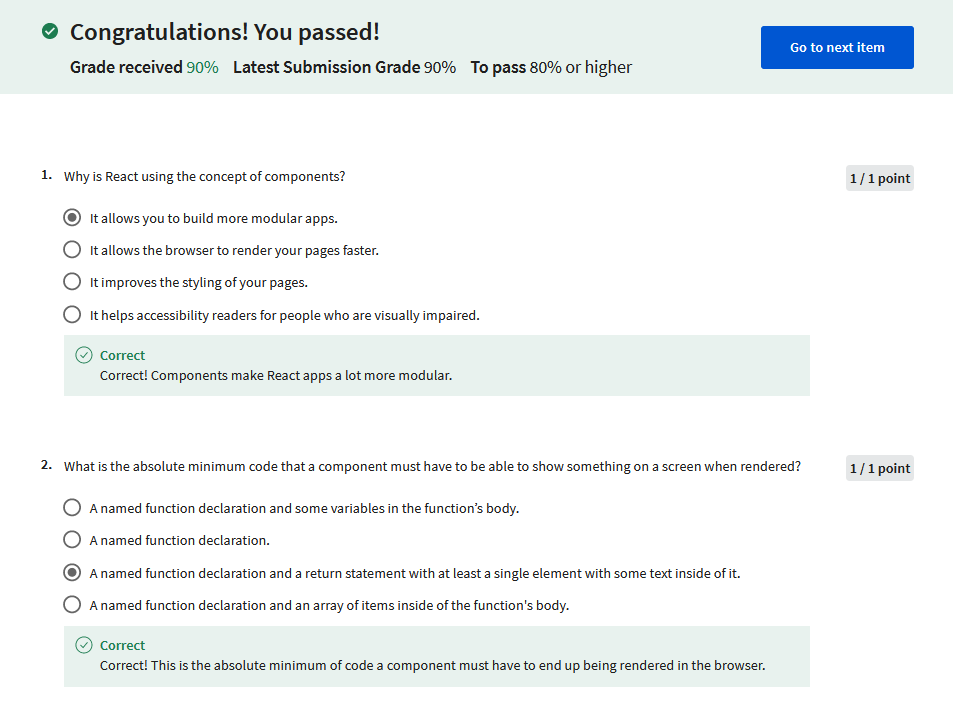 Congratulations! You passed!
Go to next item
Grade received 90% Latest Submission Grade 90% To pass 80% or higher
1. Why is React using the concept of components?
1 / 1 point
It allows you to build more modular apps.
It allows the browser to render your pages faster.
It improves the styling of your pages.
It helps accessibility readers for people who are visually impaired.
Correct
Correct! Components make React apps a lot more modular.
2. What is the absolute minimum code that a component must have to be able to show something on a screen when rendered?
1 / 1 point
A named function declaration and some variables in the function’s body.
A named function declaration.
A named function declaration and a return statement with at least a single element with some text inside of it.
A named function declaration and an array of items inside of the function's body.
Correct
Correct! This is the absolute minimum of code a component must have to end up being rendered in the browser.